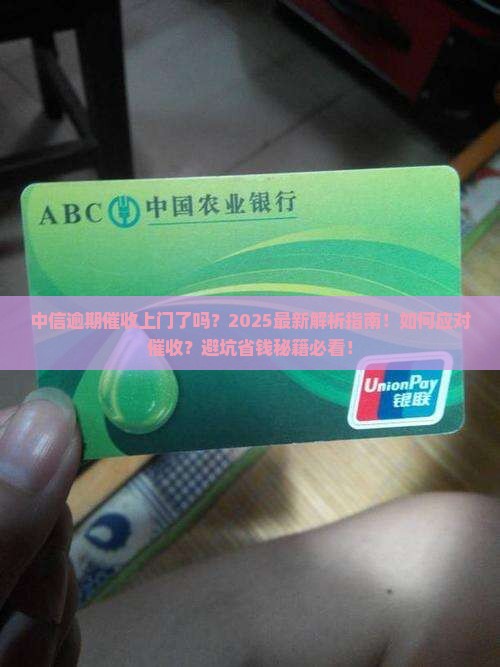 ABC 中国农业银行
中信逾期催收上门了吗？2025最新解析指南！如何应对
催收？避坑省钱秘籍必看！
UnionPay
银联